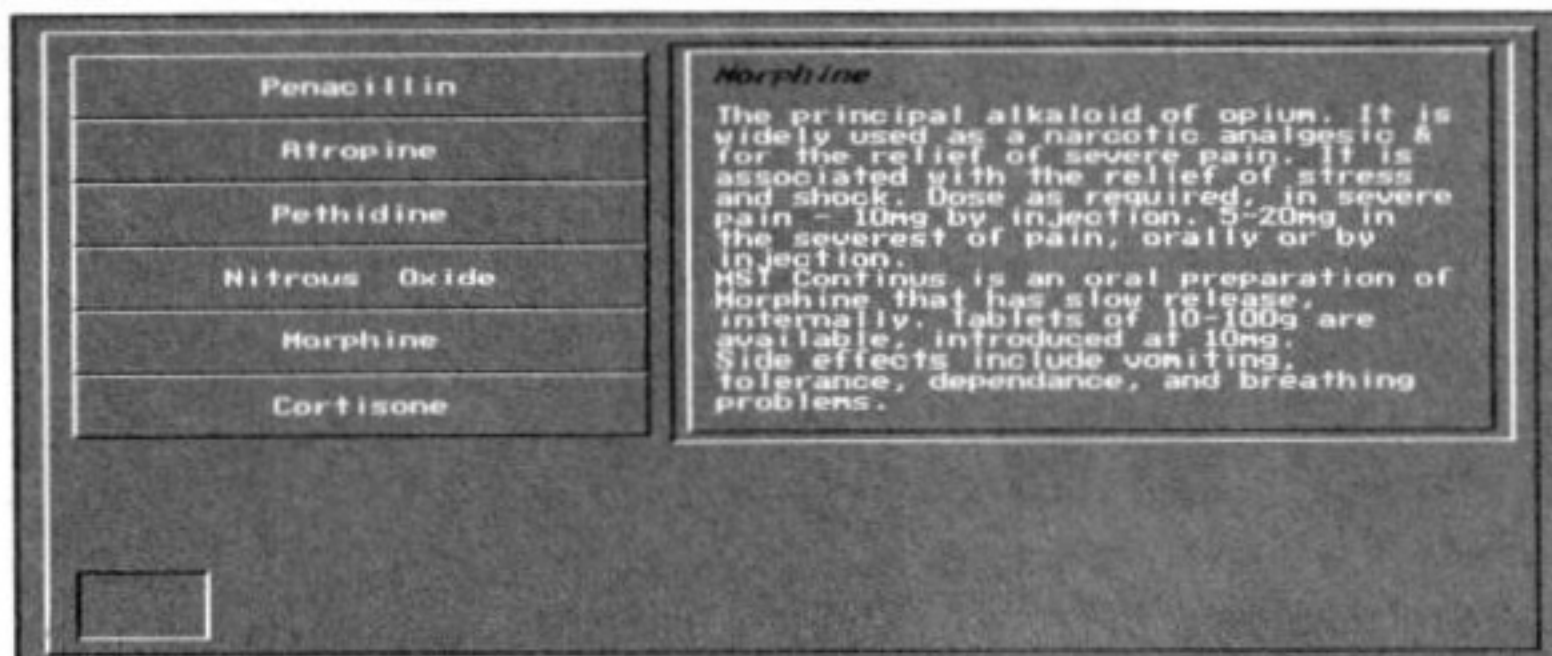 Penacillin
Atropine
Pethidine
Nitrous Oxide
Morphine
Cortisone
Morphine
The principal alkaloid of opium. It is
widely used as a narcotic analgesic &
for the relief of severe pain. It is
associated with the relief of stress
and shock. Dose as required, in severe
pain - 10mg by injection. 5-20mg in
the severest of pain, orally or by
injection.
MST Continus is an oral preparation of
Morphine that has slow release,
internally. Tablets of 10-100g are
available, introduced at 10mg.
Side effects include vomiting,
tolerance, dependance, and breathing
problems.